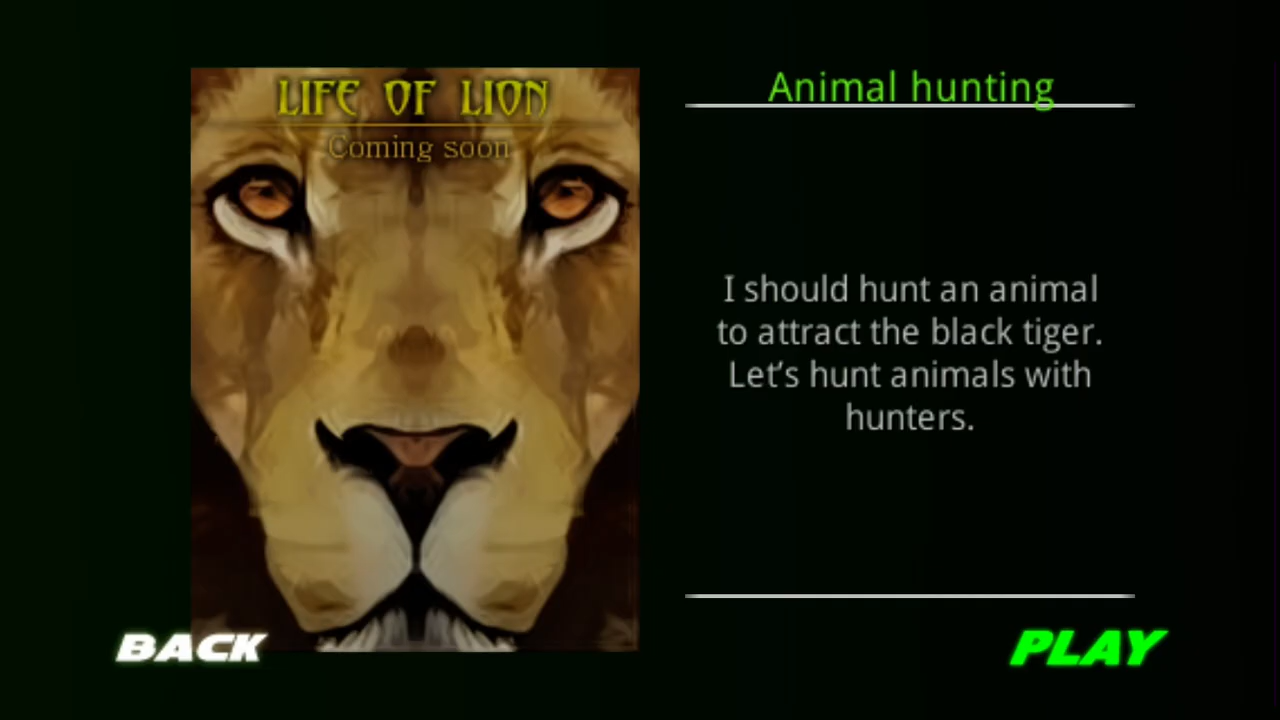 LIFE OF LION
Coming soon
Animal hunting
I should hunt an animal
to attract the black tiger.
Let's hunt animals with
hunters.
BACK
PLAY